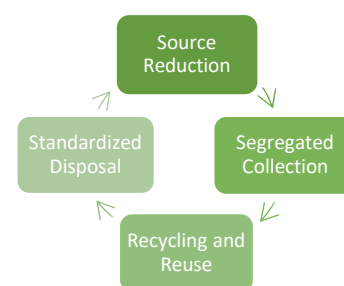 Source
Reduction
Segregated
Collection
Recycling and
Reuse
Standardized
Disposal